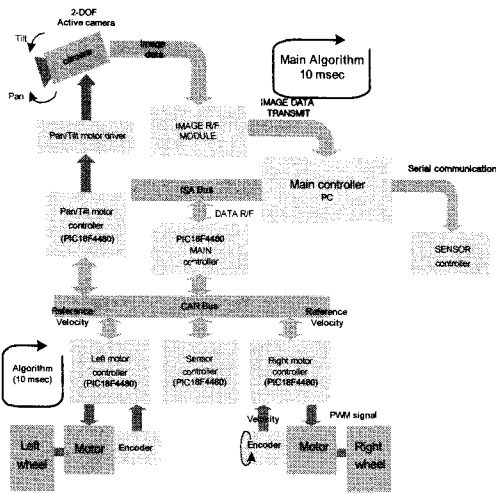 2-DOF
Active camera
Tilt
camera
Pan
Image
data
Main Algorithm
10 msec
IMAGE DATA
TRANSMIT
Pan/Tilt motor driver
IMAGE R/F
MODULE
Serial communication
ISA Bus
Main controller
PC
Pan/Tilt motor
controller
(PIC18F4480)
DATA R/F
PIC18F4480
MAIN
controller
SENSOR
controller
CAR Bus
Reference
Velocity
Reference
Velocity
Algorithm
(10 msec)
Left motor
controller
(PIC18F4480)
Sensor
controller
(PIC18F4480)
Right motor
controller
(PIC18F4480)
Velocity
PWM signal
Left
wheel
Motor
Encoder
Encoder
Motor
Right
wheel